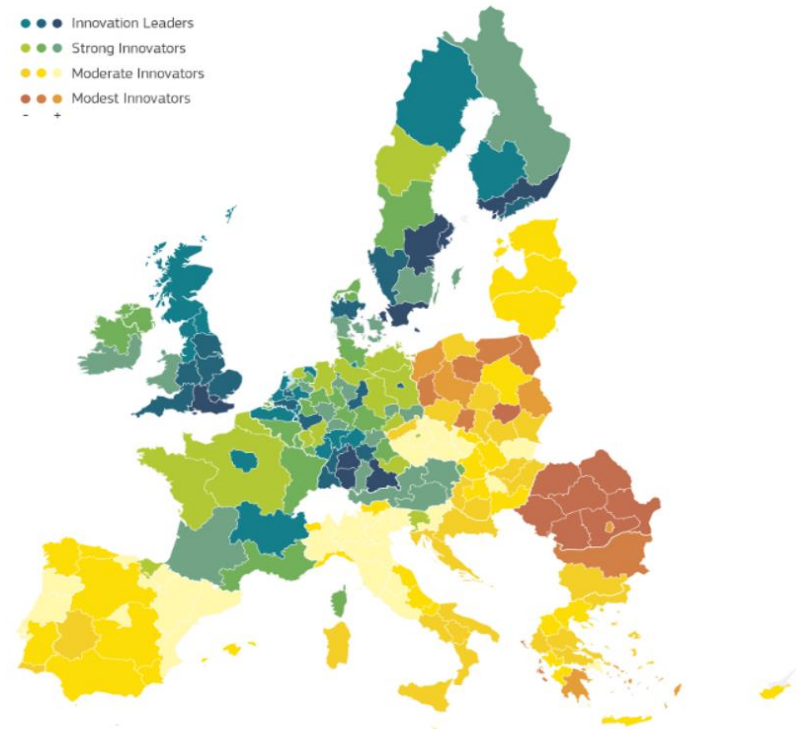 Innovation Leaders
Strong Innovators
Moderate Innovators
Modest Innovators
- +